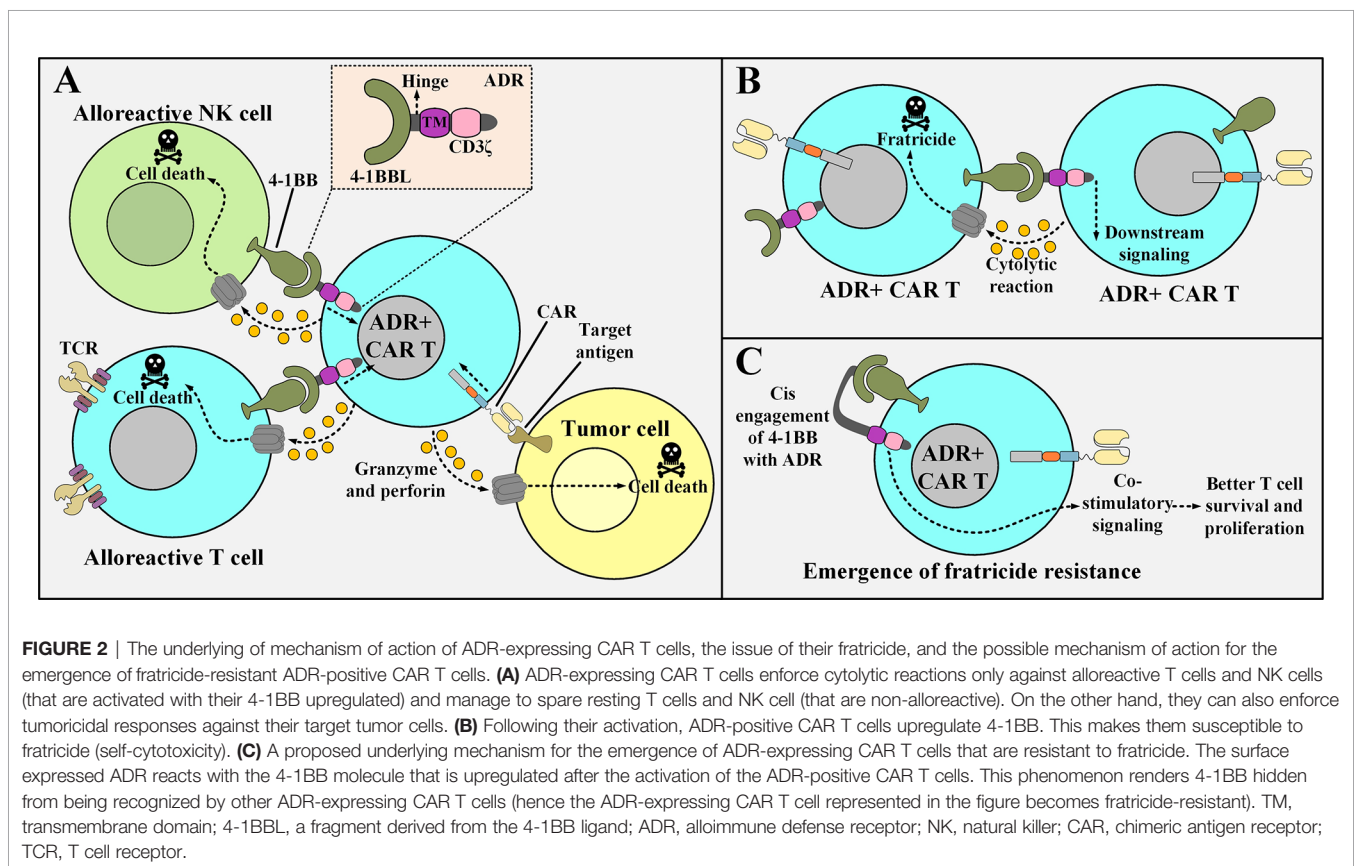 A
Alloreactive NK cell
Cell death
4-1BB
Hinge
ADR
TM
CD3ζ
4-1BBL
ADR+
CAR T
CAR
Target
antigen
TCR
Cell death
Alloreactive T cell
Granzyme
and perforin
Tumor cell
Cell death
B
Fratricide
Downstream
signaling
Cytolytic
reaction
ADR+ CAR T
ADR+ CAR T
C
Cis
engagement
of 4-1BB
with ADR
ADR+
CAR T
Co-
stimulatory
signaling
Better T cell
survival and
proliferation
Emergence of fratricide resistance
FIGURE 2 | The underlying of mechanism of action of ADR-expressing CAR T cells, the issue of their fratricide, and the possible mechanism of action for the
emergence of fratricide-resistant ADR-positive CAR T cells. (A) ADR-expressing CAR T cells enforce cytolytic reactions only against alloreactive T cells and NK cells
(that are activated with their 4-1BB upregulated) and manage to spare resting T cells and NK cell (that are non-alloreactive). On the other hand, they can also enforce
tumoricidal responses against their target tumor cells. (B) Following their activation, ADR-positive CAR T cells upregulate 4-1BB. This makes them susceptible to
fratricide (self-cytotoxicity). (C) A proposed underlying mechanism for the emergence of ADR-expressing CAR T cells that are resistant to fratricide. The surface
expressed ADR reacts with the 4-1BB molecule that is upregulated after the activation of the ADR-positive CAR T cells. This phenomenon renders 4-1BB hidden
from being recognized by other ADR-expressing CAR T cells (hence the ADR-expressing CAR T cell represented in the figure becomes fratricide-resistant). TM,
transmembrane domain; 4-1BBL, a fragment derived from the 4-1BB ligand; ADR, alloimmune defense receptor; NK, natural killer; CAR, chimeric antigen receptor;
TCR, T cell receptor.